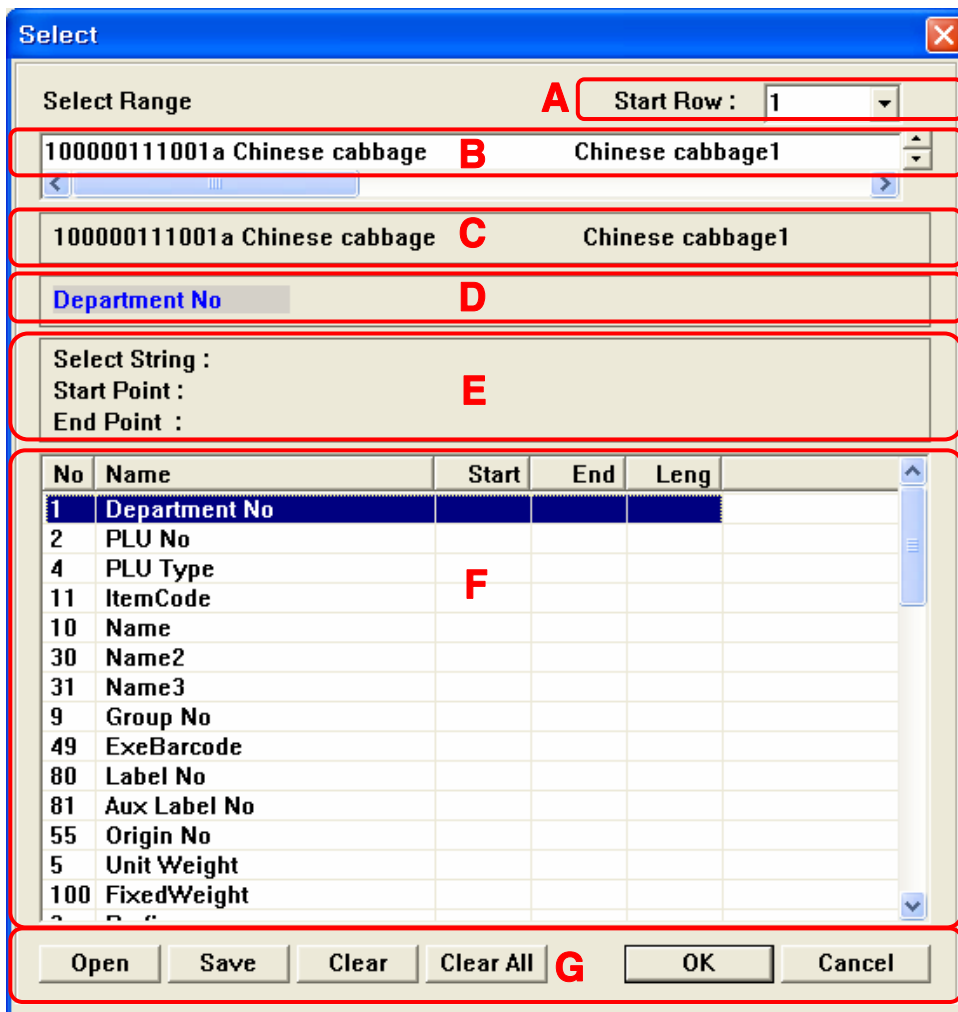 Select
Select Range A Start Row : 1
100000111001a Chinese cabbage B Chinese cabbage1
100000111001a Chinese cabbage C Chinese cabbage1
Department No D
Select String :
Start Point : E
End Point :
No Name Start End Leng
1 Department No
2 PLU No
4 PLU Type
F
11 ItemCode
10 Name
30 Name2
31 Name3
9 Group No
49 ExeBarcode
80 Label No
81 Aux Label No
55 Origin No
5 Unit Weight
100 FixedWeight
Open Save Clear Clear All G OK Cancel